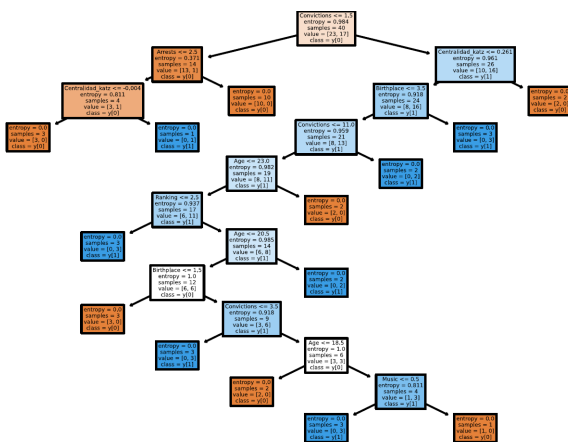 Convictions <= 1.5
entropy = 0.984
samples = 40
value = [23, 17]
class = y[0]
Arrests <= 2.5
entropy = 0.371
samples = 14
value = [13, 1]
class = y[0]
Centralidad_katz <= 0.261
entropy = 0.961
samples = 26
value = [10, 16]
class = y[1]
Centralidad_katz <= -0.004
entropy = 0.811
samples = 4
value = [3, 1]
class = y[0]
entropy = 0.0
samples = 10
value = [10, 0]
class = y[0]
Birthplace <= 3.5
entropy = 0.918
samples = 24
value = [8, 16]
class = y[1]
entropy = 0.0
samples = 2
value = [2, 0]
class = y[0]
entropy = 0.0
samples = 3
value = [3, 0]
class = y[0]
entropy = 0.0
samples = 1
value = [0, 1]
class = y[1]
Convictions <= 11.0
entropy = 0.959
samples = 21
value = [8, 13]
class = y[1]
entropy = 0.0
samples = 3
value = [0, 3]
class = y[1]
Age <= 23.0
entropy = 0.982
samples = 19
value = [8, 11]
class = y[1]
entropy = 0.0
samples = 2
value = [0, 2]
class = y[1]
Ranking <= 2.5
entropy = 0.937
samples = 17
value = [6, 11]
class = y[1]
entropy = 0.0
samples = 2
value = [2, 0]
class = y[0]
entropy = 0.0
samples = 3
value = [0, 3]
class = y[1]
Age <= 20.5
entropy = 0.985
samples = 14
value = [6, 8]
class = y[1]
Birthplace <= 1.5
entropy = 1.0
samples = 12
value = [6, 6]
class = y[0]
entropy = 0.0
samples = 2
value = [0, 2]
class = y[1]
entropy = 0.0
samples = 3
value = [3, 0]
class = y[0]
Convictions <= 3.5
entropy = 0.918
samples = 9
value = [3, 6]
class = y[1]
entropy = 0.0
samples = 3
value = [0, 3]
class = y[1]
Age <= 18.5
entropy = 1.0
samples = 6
value = [3, 3]
class = y[0]
entropy = 0.0
samples = 2
value = [2, 0]
class = y[0]
Music <= 0.5
entropy = 0.811
samples = 4
value = [1, 3]
class = y[1]
entropy = 0.0
samples = 3
value = [0, 3]
class = y[1]
entropy = 0.0
samples = 1
value = [1, 0]
class = y[0]